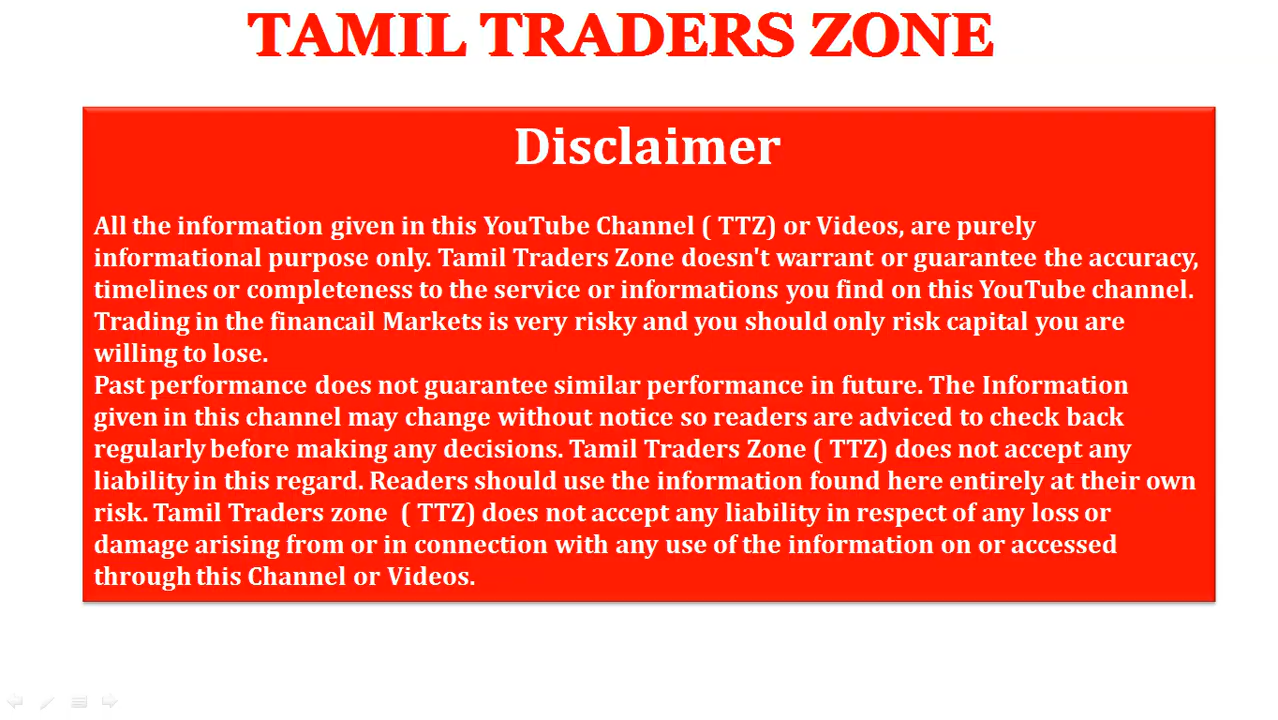 TAMIL TRADERS ZONE
Disclaimer
All the information given in this YouTube Channel ( TTZ) or Videos, are purely
informational purpose only. Tamil Traders Zone doesn't warrant or guarantee the accuracy,
timelines or completeness to the service or informations you find on this YouTube channel.
Trading in the financail Markets is very risky and you should only risk capital you are
willing to lose.
Past performance does not guarantee similar performance in future. The Information
given in this channel may change without notice so readers are adviced to check back
regularly before making any decisions. Tamil Traders Zone ( TTZ) does not accept any
liability in this regard. Readers should use the information found here entirely at their own
risk. Tamil Traders zone  ( TTZ) does not accept any liability in respect of any loss or
damage arising from or in connection with any use of the information on or accessed
through this Channel or Videos.